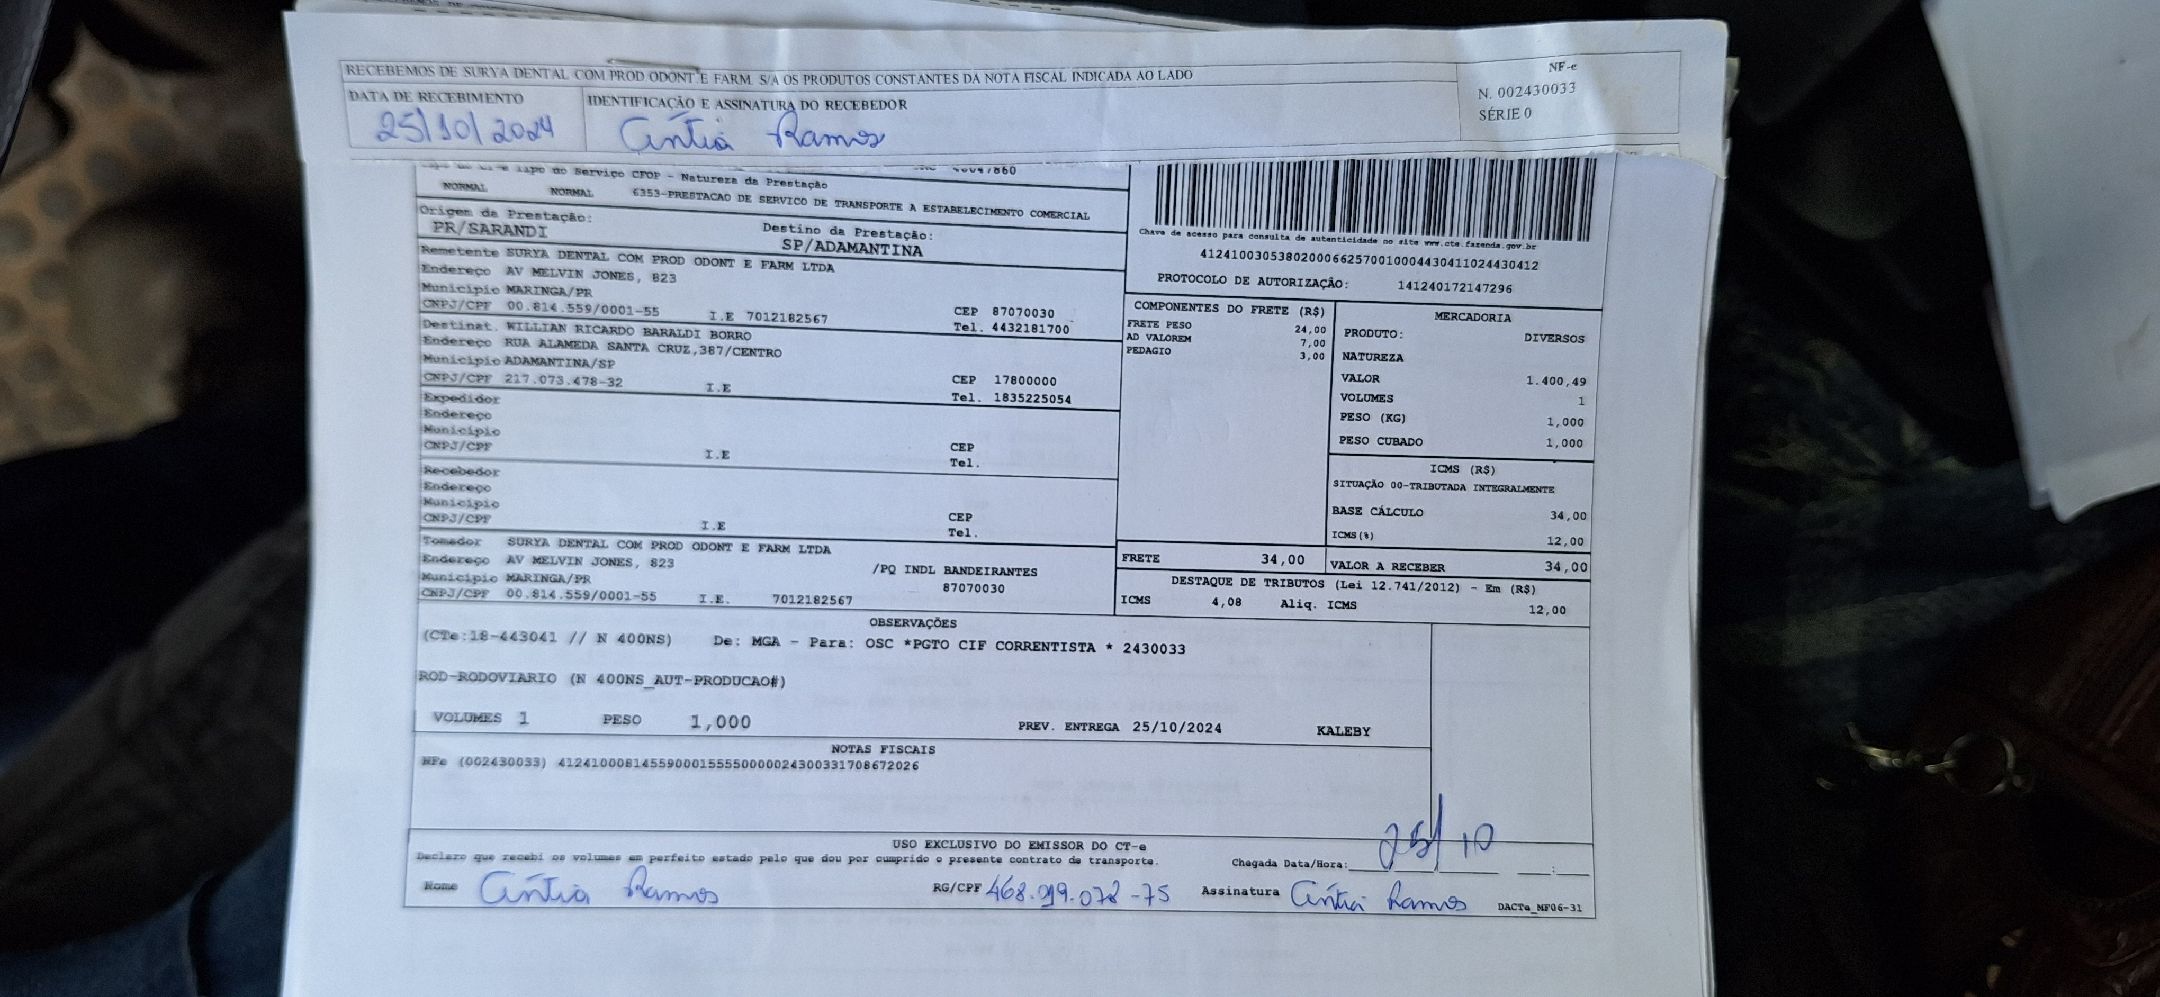 RECEBEMOS DE SURYA DENTAL COM PROD ODONT E FARM. S/A OS PRODUTOS CONSTANTES DA NOTA FISCAL INDICADA AO LADO
NF-e
N. 002430033
SÉRIE 0
DATA DE RECEBIMENTO
25/10/2024
IDENTIFICAÇÃO E ASSINATURA DO RECEBEDOR
Cíntia Ramos
Tipo do Serviço CFOP - Natureza da Prestação
NORMAL NORMAL 6353-PRESTACAO DE SERVICO DE TRANSPORTE A ESTABELECIMENTO COMERCIAL
Origem da Prestação: Destino da Prestação:
PR/SARANDI SP/ADAMANTINA
Chave de acesso para consulta de autenticidade no site www.cte.fazenda.gov.br
41241003053802000662570010004430411024430412
PROTOCOLO DE AUTORIZAÇÃO: 141240172147296
Remetente SURYA DENTAL COM PROD ODONT E FARM LTDA
Endereço AV MELVIN JONES, 823
Município MARINGA/PR CEP 87070030
CNPJ/CPF 00.814.559/0001-55 I.E 7012182567 Tel. 4432181700
Destinat. WILLIAN RICARDO BARALDI BORRO
Endereço RUA ALAMEDA SANTA CRUZ,387/CENTRO
Município ADAMANTINA/SP CEP 17800000
CNPJ/CPF 217.073.478-32 I.E Tel. 1835225054
Expedidor
Endereço
Município CEP
CNPJ/CPF I.E Tel.
Recebedor
Endereço
Município CEP
CNPJ/CPF I.E Tel.
Tomador SURYA DENTAL COM PROD ODONT E FARM LTDA
Endereço AV MELVIN JONES, 823 /PQ INDL BANDEIRANTES
Município MARINGA/PR 87070030
CNPJ/CPF 00.814.559/0001-55 I.E. 7012182567
COMPONENTES DO FRETE (R$)
FRETE PESO 24,00
AD VALOREM 7,00
PEDAGIO 3,00
MERCADORIA
PRODUTO: DIVERSOS
NATUREZA
VALOR 1.400,49
VOLUMES 1
PESO (KG) 1,000
PESO CUBADO 1,000
ICMS (R$)
SITUAÇÃO 00-TRIBUTADA INTEGRALMENTE
BASE CÁLCULO 34,00
ICMS(%) 12,00
FRETE 34,00 VALOR A RECEBER 34,00
DESTAQUE DE TRIBUTOS (Lei 12.741/2012) - Em (R$)
ICMS 4,08 Aliq. ICMS 12,00
OBSERVAÇÕES
(CTe:18-443041 // N 400NS) De: MGA - Para: OSC *PGTO CIF CORRENTISTA * 2430033
ROD-RODOVIARIO (N 400NS_AUT-PRODUCAO#)
VOLUMES 1 PESO 1,000 PREV. ENTREGA 25/10/2024 KALEBY
NOTAS FISCAIS
NFe (002430033) 41241000814559000155550000024300331708672026
USO EXCLUSIVO DO EMISSOR DO CT-e
Declaro que recebi os volumes em perfeito estado pelo que dou por cumprido o presente contrato de transporte. Chegada Data/Hora: 25/10 :
Nome Cíntia Ramos RG/CPF Assinatura Cíntia Ramos DACTe_MF06-31